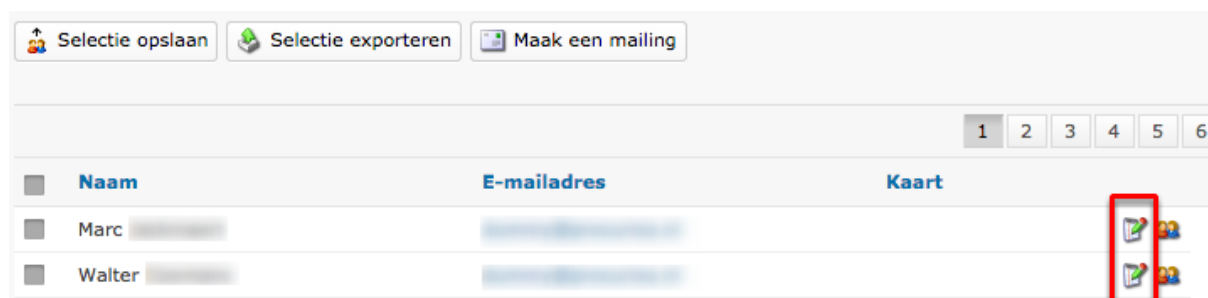 Selectie opslaan Selectie exporteren Maak een mailing
1 2 3 4 5 6
Naam E-mailadres Kaart
Marc
Walter